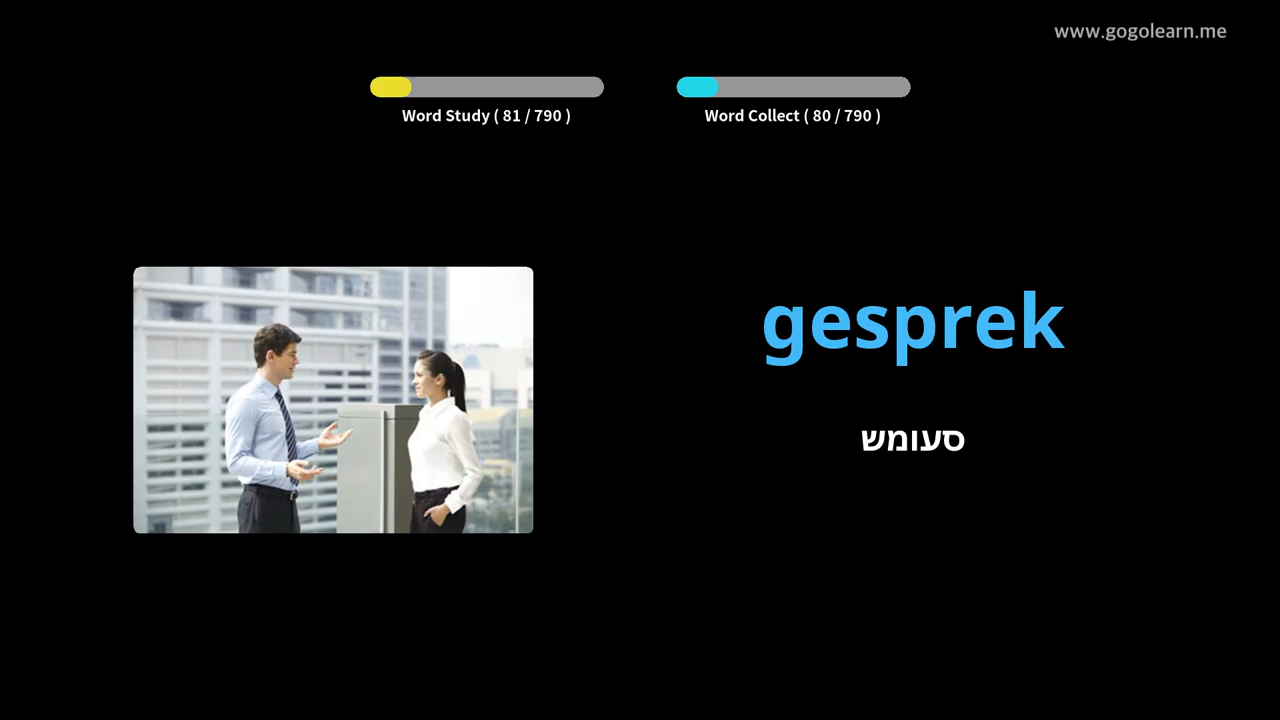 www.gogolearn.me
Word Study ( 81 / 790 )
Word Collect ( 80 / 790 )
gesprek
סעומש